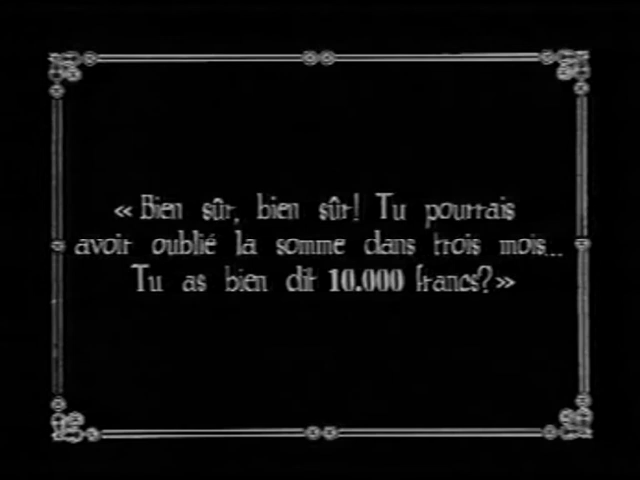 « Bien sûr, bien sûr! Tu pourrais
avoir oublié la somme dans trois mois...
Tu as bien dit 10.000 francs?»